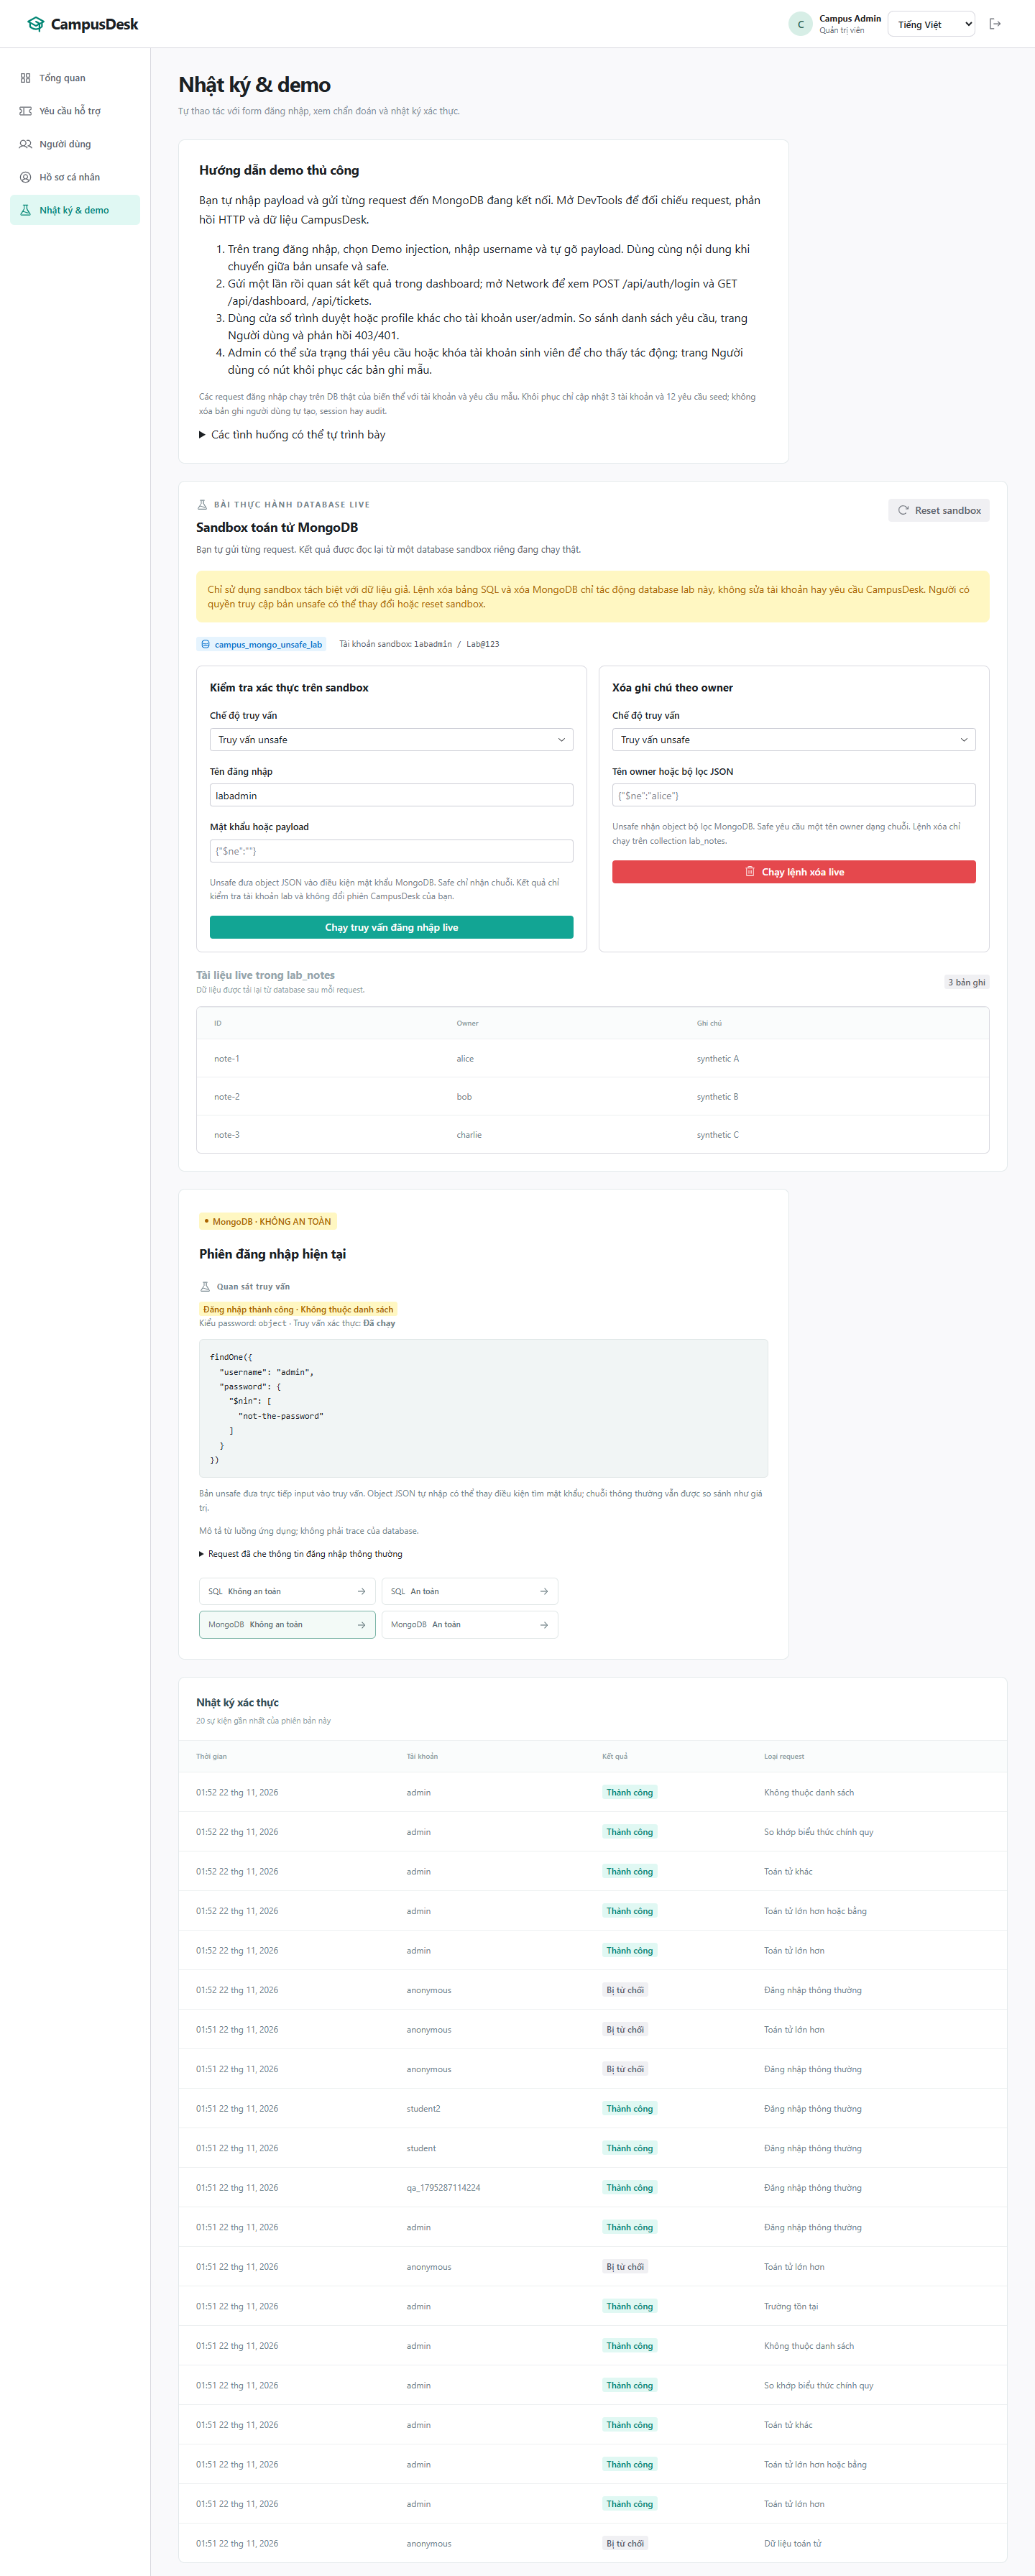 CampusDesk
C
Campus Admin
Quản trị viên
Tiếng Việt
Tổng quan
Yêu cầu hỗ trợ
Người dùng
Hồ sơ cá nhân
Nhật ký & demo
Nhật ký & demo
Tự thao tác với form đăng nhập, xem chẩn đoán và nhật ký xác thực.
Hướng dẫn demo thủ công
Bạn tự nhập payload và gửi từng request đến MongoDB đang kết nối. Mở DevTools để đối chiếu request, phản
hồi HTTP và dữ liệu CampusDesk.
1. Trên trang đăng nhập, chọn Demo injection, nhập username và tự gõ payload. Dùng cùng nội dung khi
chuyển giữa bản unsafe và safe.
2. Gửi một lần rồi quan sát kết quả trong dashboard; mở Network để xem POST /api/auth/login và GET
/api/dashboard, /api/tickets.
3. Dùng cửa sổ trình duyệt hoặc profile khác cho tài khoản user/admin. So sánh danh sách yêu cầu, trang
Người dùng và phản hồi 403/401.
4. Admin có thể sửa trạng thái yêu cầu hoặc khóa tài khoản sinh viên để cho thấy tác động; trang Người
dùng có nút khôi phục các bản ghi mẫu.
Các request đăng nhập chạy trên DB thật của biến thể với tài khoản và yêu cầu mẫu. Khôi phục chỉ cập nhật 3 tài khoản và 12 yêu cầu seed; không
xóa bản ghi người dùng tự tạo, session hay audit.
Các tình huống có thể tự trình bày
BÀI THỰC HÀNH DATABASE LIVE
Reset sandbox
Sandbox toán tử MongoDB
Bạn tự gửi từng request. Kết quả được đọc lại từ một database sandbox riêng đang chạy thật.
Chỉ sử dụng sandbox tách biệt với dữ liệu giả. Lệnh xóa bảng SQL và xóa MongoDB chỉ tác động database lab này, không sửa tài khoản hay yêu cầu CampusDesk. Người có
quyền truy cập bản unsafe có thể thay đổi hoặc reset sandbox.
campus_mongo_unsafe_lab
Tài khoản sandbox: labadmin / Lab@123
Kiểm tra xác thực trên sandbox
Chế độ truy vấn
Truy vấn unsafe
Tên đăng nhập
labadmin
Mật khẩu hoặc payload
{"$ne":""}
Unsafe đưa object JSON vào điều kiện mật khẩu MongoDB. Safe chỉ nhận chuỗi. Kết quả chỉ
kiểm tra tài khoản lab và không đổi phiên CampusDesk của bạn.
Chạy truy vấn đăng nhập live
Xóa ghi chú theo owner
Chế độ truy vấn
Truy vấn unsafe
Tên owner hoặc bộ lọc JSON
{"$ne":"alice"}
Unsafe nhận object bộ lọc MongoDB. Safe yêu cầu một tên owner dạng chuỗi. Lệnh xóa chỉ
chạy trên collection lab_notes.
Chạy lệnh xóa live
Tài liệu live trong lab_notes
Dữ liệu được tải lại từ database sau mỗi request.
3 bản ghi
ID Owner Ghi chú
note-1 alice synthetic A
note-2 bob synthetic B
note-3 charlie synthetic C
MongoDB · KHÔNG AN TOÀN
Phiên đăng nhập hiện tại
Quan sát truy vấn
Đăng nhập thành công · Không thuộc danh sách
Kiểu password: object · Truy vấn xác thực: Đã chạy
findOne({
"username": "admin",
"password": {
"$nin": [
"not-the-password"
]
}
})
Bản unsafe đưa trực tiếp input vào truy vấn. Object JSON tự nhập có thể thay điều kiện tìm mật khẩu; chuỗi thông thường vẫn được so sánh như giá
trị.
Mô tả từ luồng ứng dụng; không phải trace của database.
Request đã che thông tin đăng nhập thông thường
SQL Không an toàn
SQL An toàn
MongoDB Không an toàn
MongoDB An toàn
Nhật ký xác thực
20 sự kiện gần nhất của phiên bản này
Thời gian Tài khoản Kết quả Loại request
01:52 22 thg 11, 2026 admin Thành công Không thuộc danh sách
01:52 22 thg 11, 2026 admin Thành công So khớp biểu thức chính quy
01:52 22 thg 11, 2026 admin Thành công Toán tử khác
01:52 22 thg 11, 2026 admin Thành công Toán tử lớn hơn hoặc bằng
01:52 22 thg 11, 2026 admin Thành công Toán tử lớn hơn
01:52 22 thg 11, 2026 anonymous Bị từ chối Đăng nhập thông thường
01:51 22 thg 11, 2026 anonymous Bị từ chối Toán tử lớn hơn
01:51 22 thg 11, 2026 anonymous Bị từ chối Đăng nhập thông thường
01:51 22 thg 11, 2026 student2 Thành công Đăng nhập thông thường
01:51 22 thg 11, 2026 student Thành công Đăng nhập thông thường
01:51 22 thg 11, 2026 qa_1795287114224 Thành công Đăng nhập thông thường
01:51 22 thg 11, 2026 admin Thành công Đăng nhập thông thường
01:51 22 thg 11, 2026 anonymous Bị từ chối Toán tử lớn hơn
01:51 22 thg 11, 2026 admin Thành công Trường tồn tại
01:51 22 thg 11, 2026 admin Thành công Không thuộc danh sách
01:51 22 thg 11, 2026 admin Thành công So khớp biểu thức chính quy
01:51 22 thg 11, 2026 admin Thành công Toán tử khác
01:51 22 thg 11, 2026 admin Thành công Toán tử lớn hơn hoặc bằng
01:51 22 thg 11, 2026 admin Thành công Toán tử lớn hơn
01:51 22 thg 11, 2026 anonymous Bị từ chối Dữ liệu toán tử